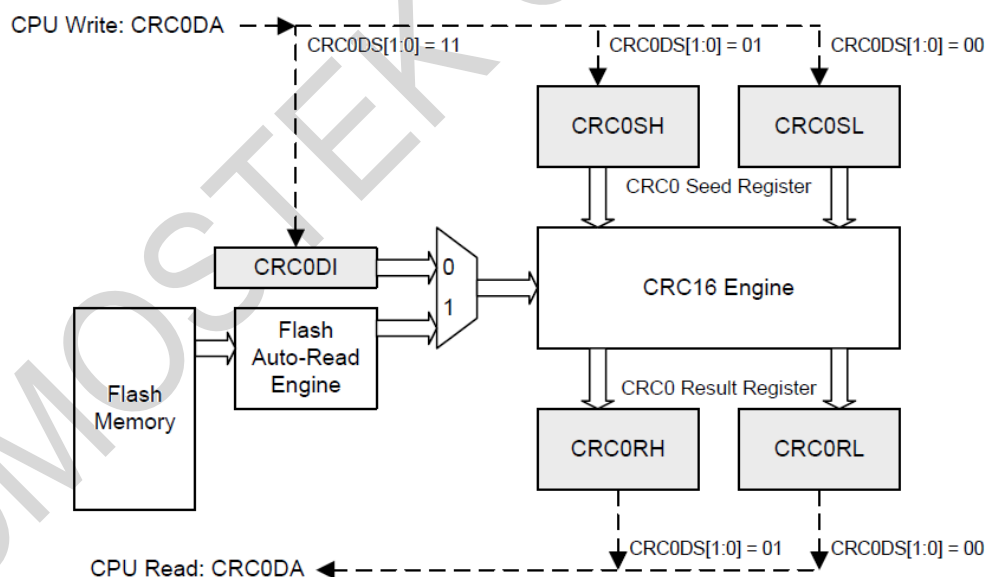 CPU Write: CRC0DA
CRC0DS[1:0] = 11
CRC0DS[1:0] = 01
CRC0DS[1:0] = 00
CRC0SH
CRC0SL
CRC0 Seed Register
CRC0DI
0
1
CRC16 Engine
Flash
Auto-Read
Engine
Flash
Memory
CRC0 Result Register
CRC0RH
CRC0RL
CRC0DS[1:0] = 01
CRC0DS[1:0] = 00
CPU Read: CRC0DA